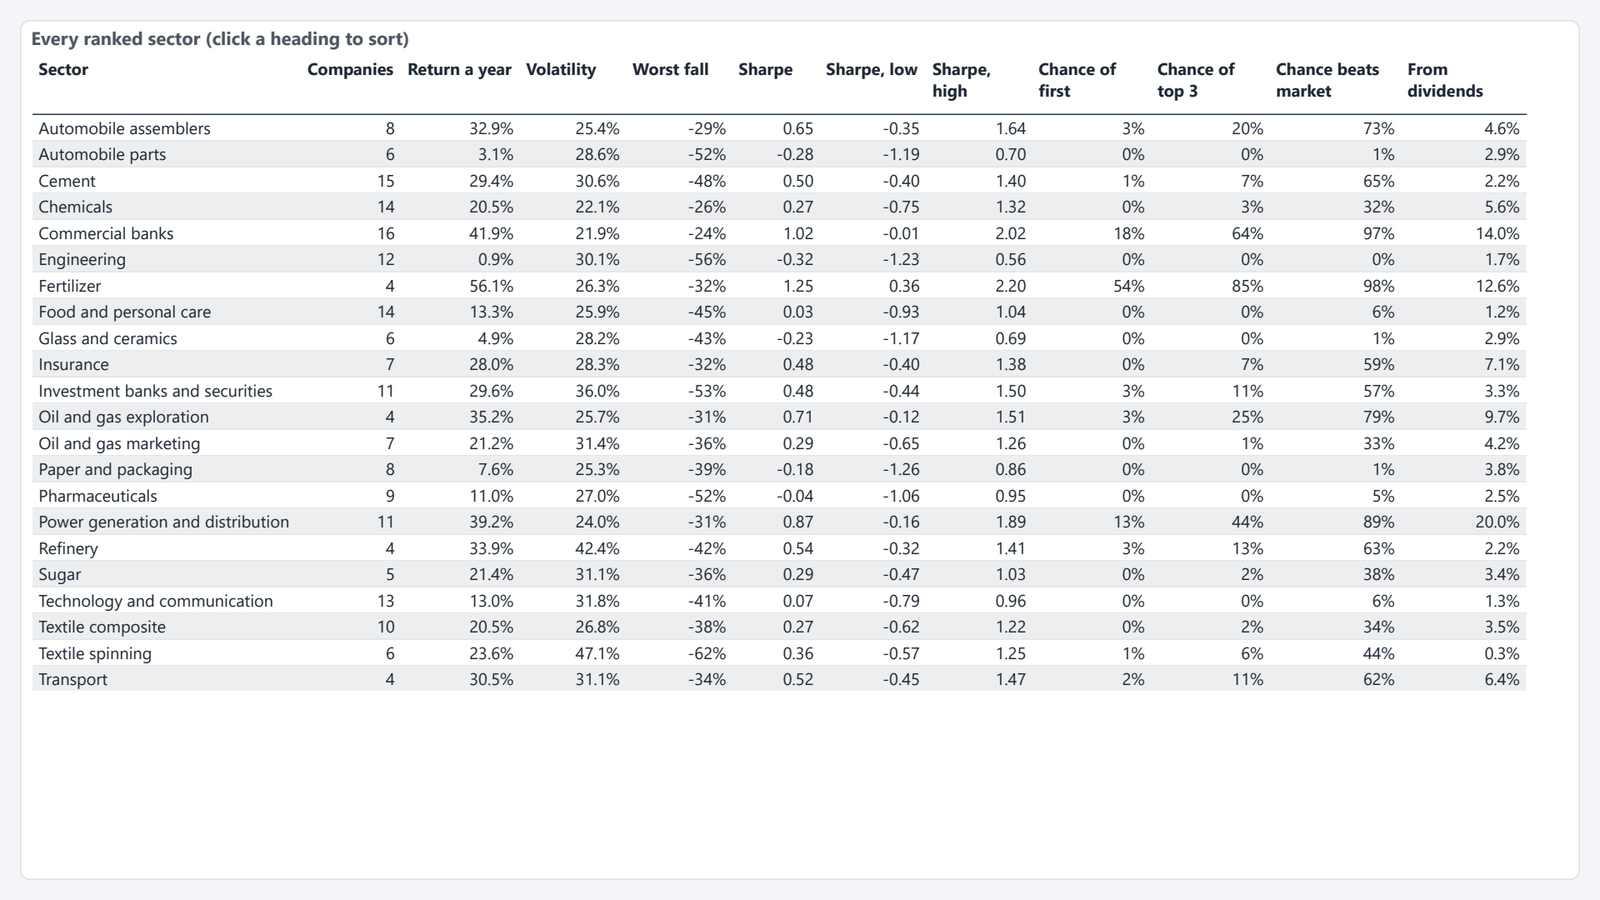 Every ranked sector (click a heading to sort)
Sector Companies Return a year Volatility Worst fall Sharpe Sharpe, low Sharpe, high Chance of first Chance of top 3 Chance beats market From dividends
Automobile assemblers 8 32.9% 25.4% -29% 0.65 -0.35 1.64 3% 20% 73% 4.6%
Automobile parts 6 3.1% 28.6% -52% -0.28 -1.19 0.70 0% 0% 1% 2.9%
Cement 15 29.4% 30.6% -48% 0.50 -0.40 1.40 1% 7% 65% 2.2%
Chemicals 14 20.5% 22.1% -26% 0.27 -0.75 1.32 0% 3% 32% 5.6%
Commercial banks 16 41.9% 21.9% -24% 1.02 -0.01 2.02 18% 64% 97% 14.0%
Engineering 12 0.9% 30.1% -56% -0.32 -1.23 0.56 0% 0% 0% 1.7%
Fertilizer 4 56.1% 26.3% -32% 1.25 0.36 2.20 54% 85% 98% 12.6%
Food and personal care 14 13.3% 25.9% -45% 0.03 -0.93 1.04 0% 0% 6% 1.2%
Glass and ceramics 6 4.9% 28.2% -43% -0.23 -1.17 0.69 0% 0% 1% 2.9%
Insurance 7 28.0% 28.3% -32% 0.48 -0.40 1.38 0% 7% 59% 7.1%
Investment banks and securities 11 29.6% 36.0% -53% 0.48 -0.44 1.50 3% 11% 57% 3.3%
Oil and gas exploration 4 35.2% 25.7% -31% 0.71 -0.12 1.51 3% 25% 79% 9.7%
Oil and gas marketing 7 21.2% 31.4% -36% 0.29 -0.65 1.26 0% 1% 33% 4.2%
Paper and packaging 8 7.6% 25.3% -39% -0.18 -1.26 0.86 0% 0% 1% 3.8%
Pharmaceuticals 9 11.0% 27.0% -52% -0.04 -1.06 0.95 0% 0% 5% 2.5%
Power generation and distribution 11 39.2% 24.0% -31% 0.87 -0.16 1.89 13% 44% 89% 20.0%
Refinery 4 33.9% 42.4% -42% 0.54 -0.32 1.41 3% 13% 63% 2.2%
Sugar 5 21.4% 31.1% -36% 0.29 -0.47 1.03 0% 2% 38% 3.4%
Technology and communication 13 13.0% 31.8% -41% 0.07 -0.79 0.96 0% 0% 6% 1.3%
Textile composite 10 20.5% 26.8% -38% 0.27 -0.62 1.22 0% 2% 34% 3.5%
Textile spinning 6 23.6% 47.1% -62% 0.36 -0.57 1.25 1% 6% 44% 0.3%
Transport 4 30.5% 31.1% -34% 0.52 -0.45 1.47 2% 11% 62% 6.4%